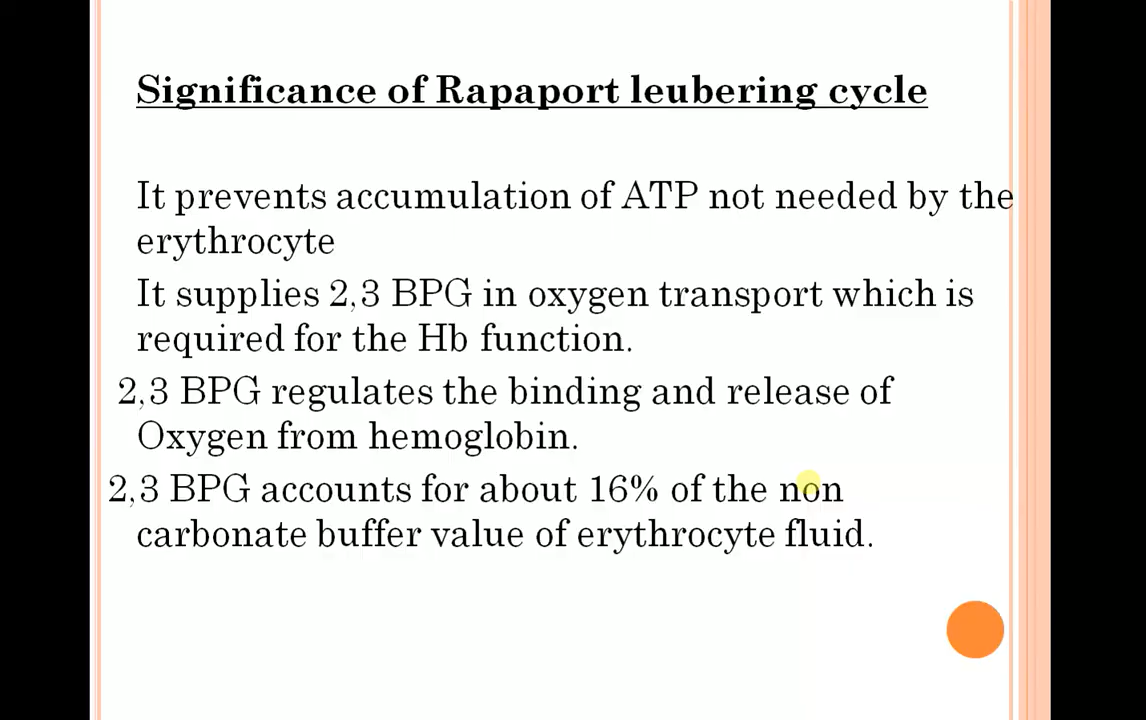 Significance of Rapaport leubering cycle
It prevents accumulation of ATP not needed by the
erythrocyte
It supplies 2,3 BPG in oxygen transport which is
required for the Hb function.
2,3 BPG regulates the binding and release of
Oxygen from hemoglobin.
2,3 BPG accounts for about 16% of the non
carbonate buffer value of erythrocyte fluid.